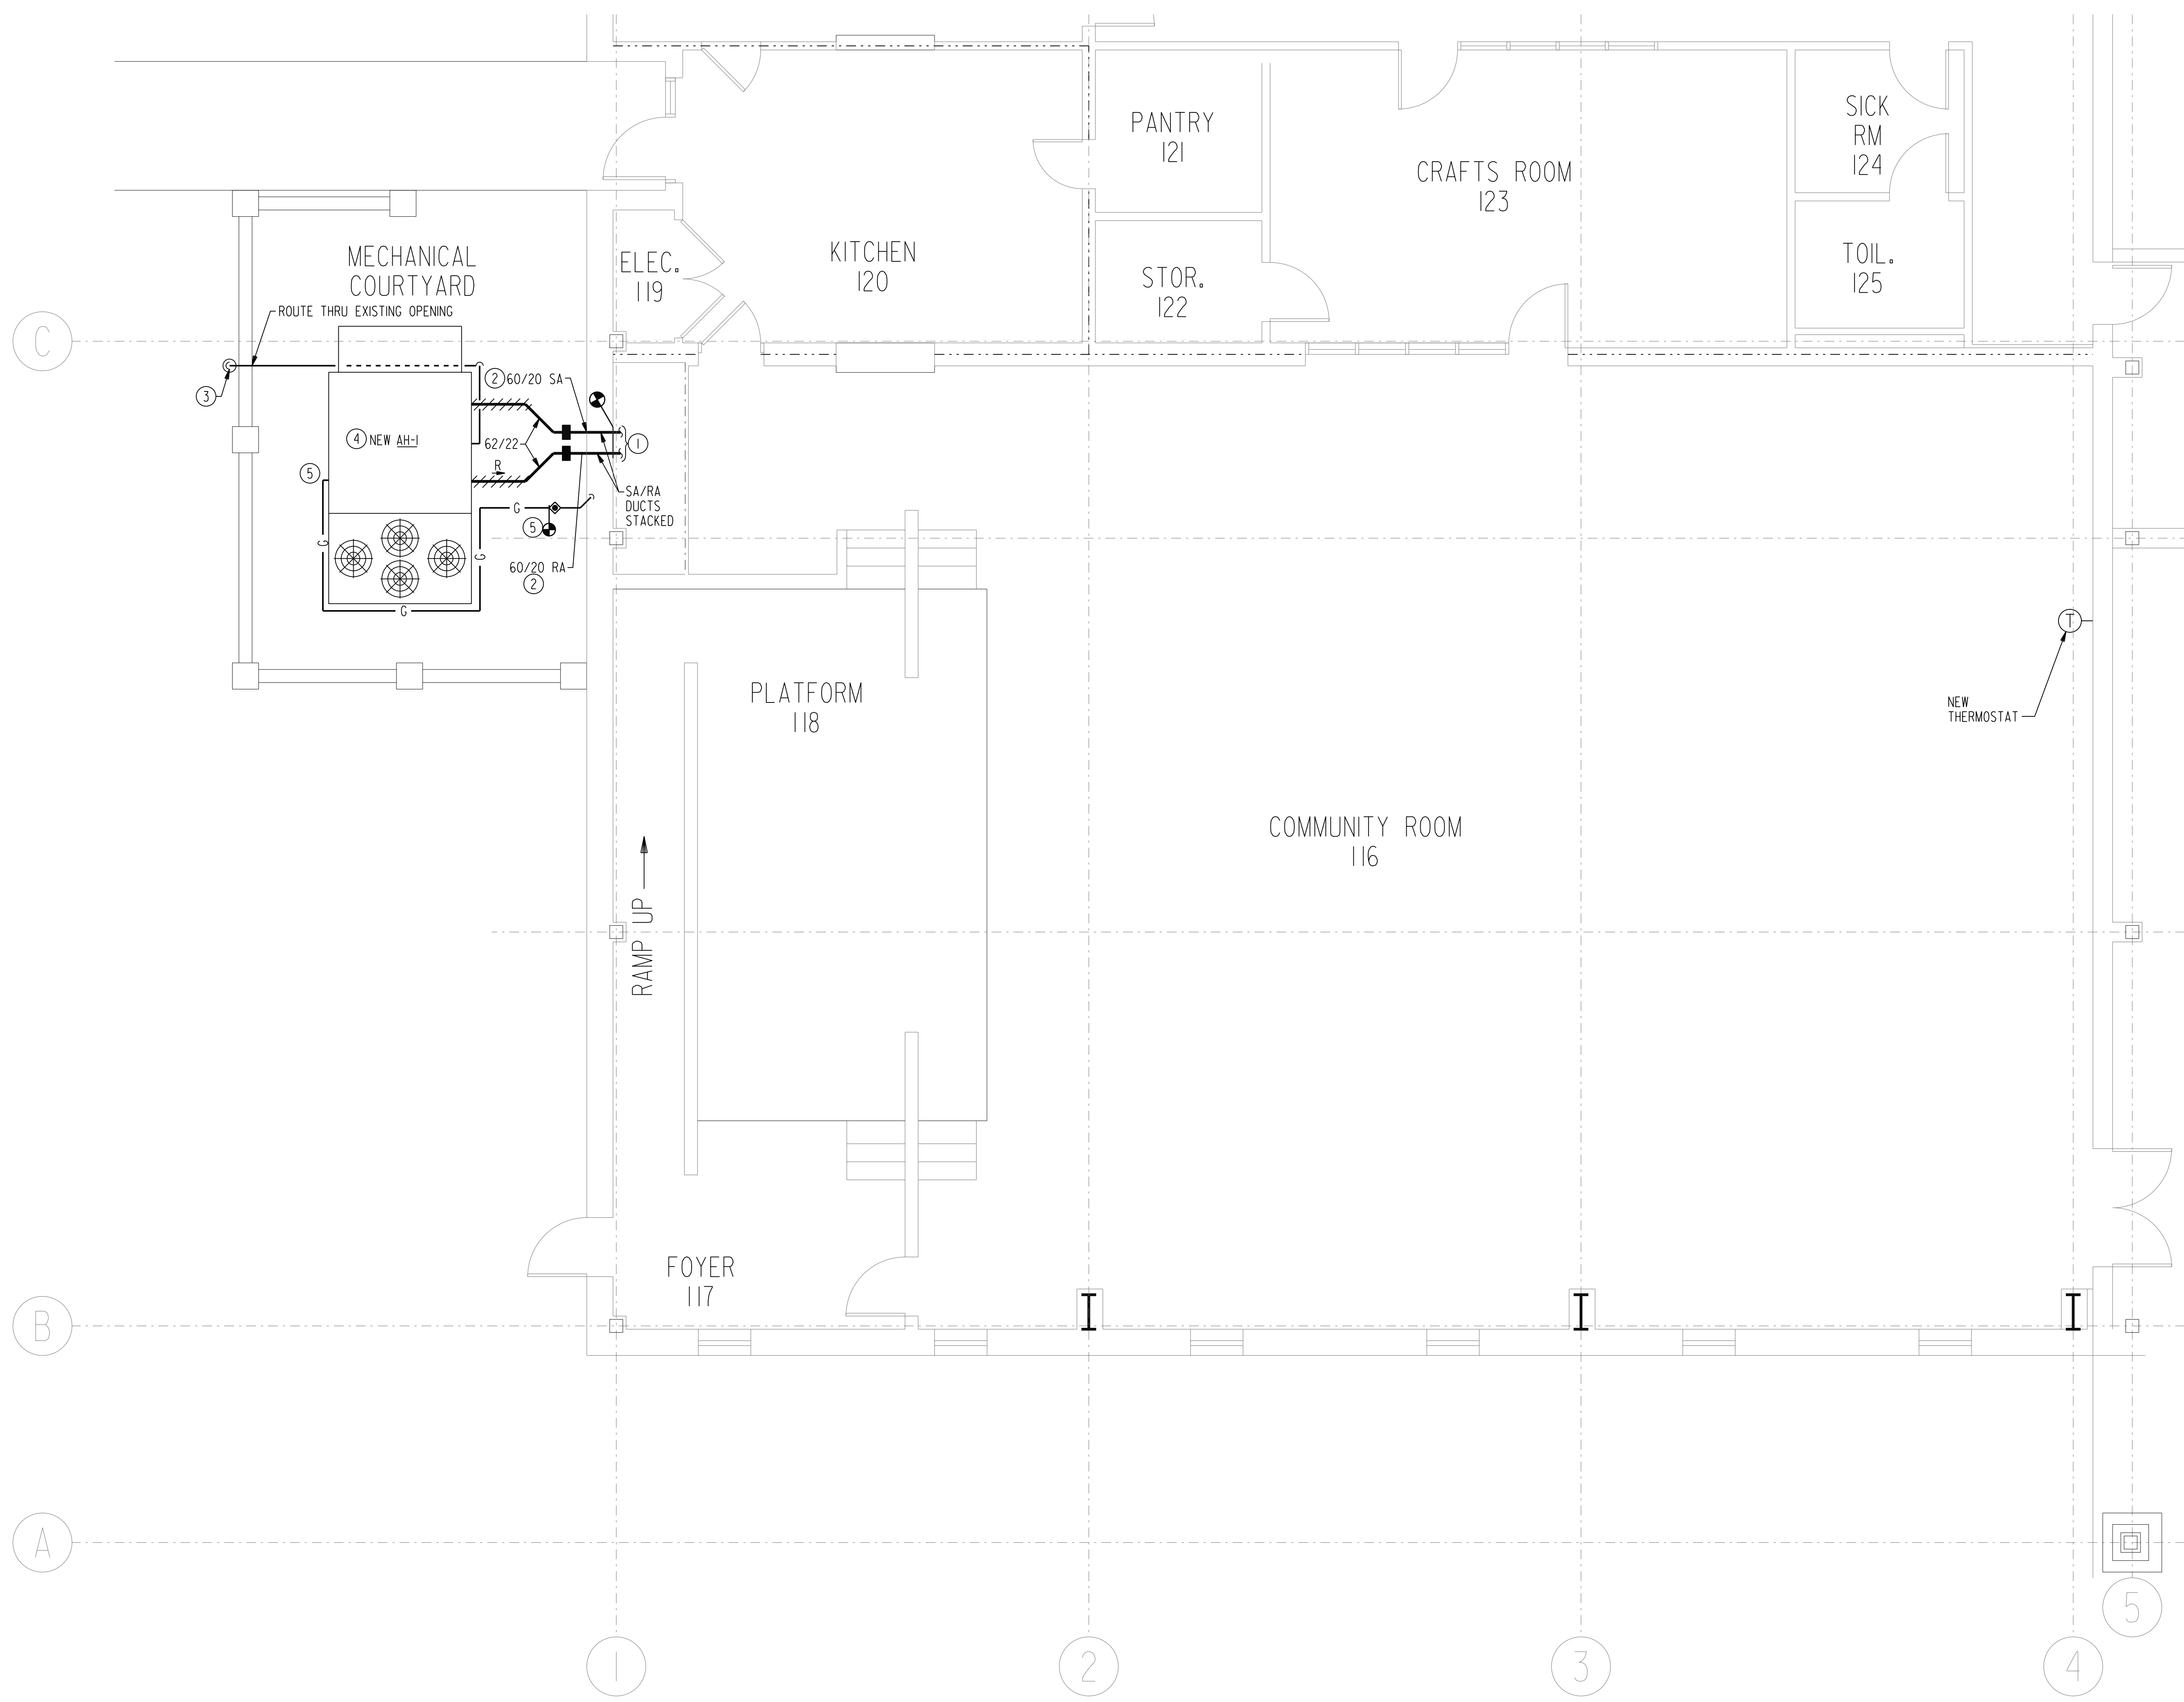 PANTRY
121
SICK
RM
124
CRAFTS ROOM
123
KITCHEN
120
ELEC.
119
STOR.
122
TOIL.
125
MECHANICAL
COURTYARD
ROUTE THRU EXISTING OPENING
C
3
2 60/20 SA
4 NEW AH-1
62/22
1
5
R
SA/RA
DUCTS
STACKED
G
5
G
G
G
60/20 RA
2
T
NEW
THERMOSTAT
PLATFORM
118
COMMUNITY ROOM
116
RAMP UP
FOYER
117
B
A
5
1
2
3
4